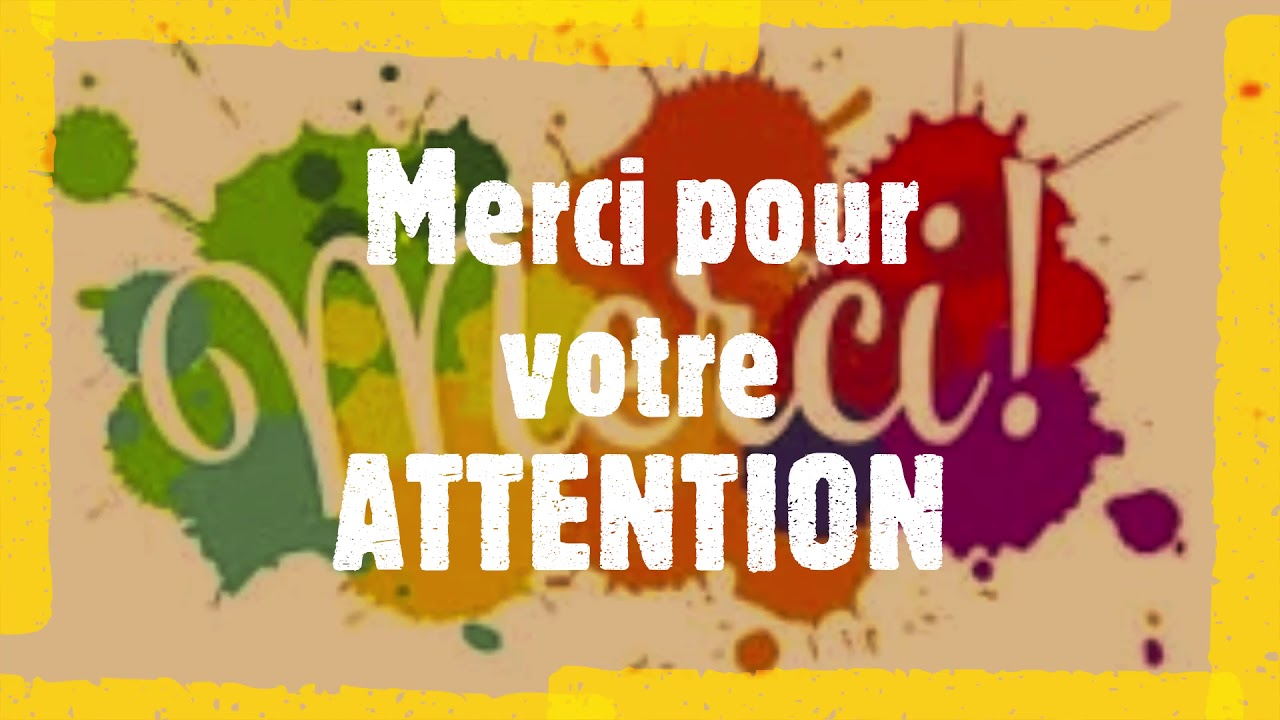 Merci pour
votre
ATTENTION
Merci!